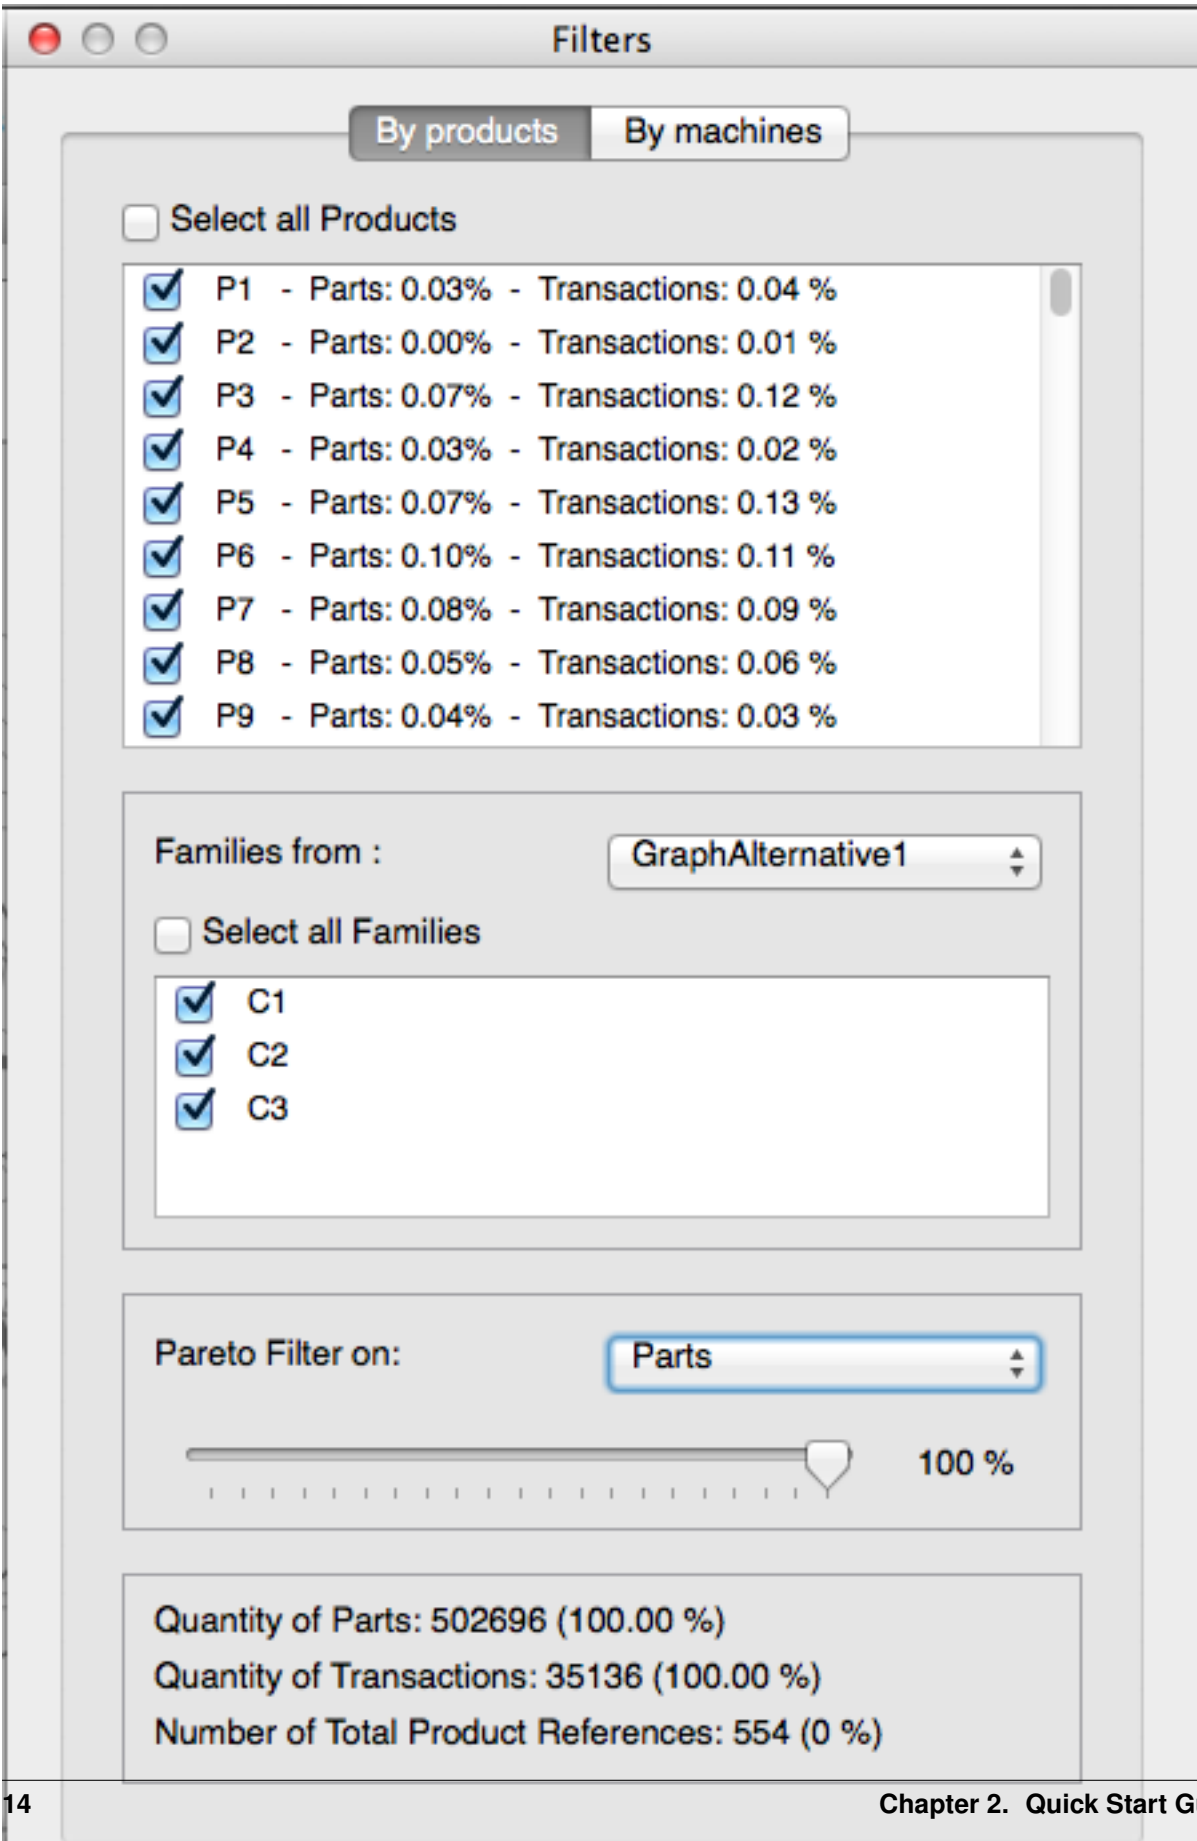 Filters
By products By machines
Select all Products
P1 - Parts: 0.03% - Transactions: 0.04 %
P2 - Parts: 0.00% - Transactions: 0.01 %
P3 - Parts: 0.07% - Transactions: 0.12 %
P4 - Parts: 0.03% - Transactions: 0.02 %
P5 - Parts: 0.07% - Transactions: 0.13 %
P6 - Parts: 0.10% - Transactions: 0.11 %
P7 - Parts: 0.08% - Transactions: 0.09 %
P8 - Parts: 0.05% - Transactions: 0.06 %
P9 - Parts: 0.04% - Transactions: 0.03 %
Families from : GraphAlternative1
Select all Families
C1
C2
C3
Pareto Filter on: Parts
100 %
Quantity of Parts: 502696 (100.00 %)
Quantity of Transactions: 35136 (100.00 %)
Number of Total Product References: 554 (0 %)
14 Chapter 2. Quick Start